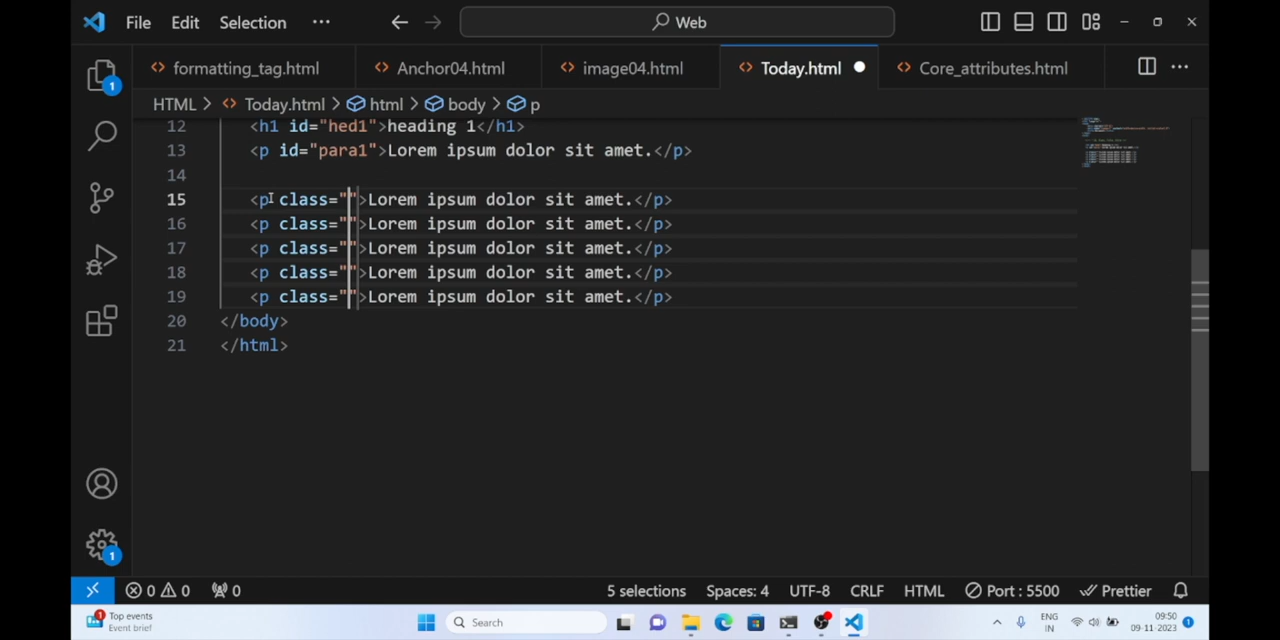 File Edit Selection ··· Web
formatting_tag.html Anchor04.html image04.html Today.html Core_attributes.html ···
HTML > Today.html > html > body > p
12 <h1 id="hed1">heading 1</h1>
13 <p id="para1">Lorem ipsum dolor sit amet.</p>
14
15 <p class="">Lorem ipsum dolor sit amet.</p>
16 <p class="">Lorem ipsum dolor sit amet.</p>
17 <p class="">Lorem ipsum dolor sit amet.</p>
18 <p class="">Lorem ipsum dolor sit amet.</p>
19 <p class="">Lorem ipsum dolor sit amet.</p>
20 </body>
21 </html>
1
1
0 0 0 5 selections Spaces: 4 UTF-8 CRLF HTML Port : 5500 Prettier
1 Top events Search ENG 09:50
Event brief IN 09-11-2023 1